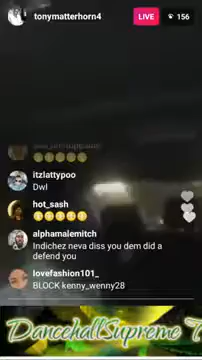 tonymatterhorn4
LIVE
156
itzlattypoo
Dwl
hot_sash
alphamalemitch
Indichez neva diss you dem did a
defend you
lovefashion101_
BLOCK kenny_wenny28
DancehallSupreme